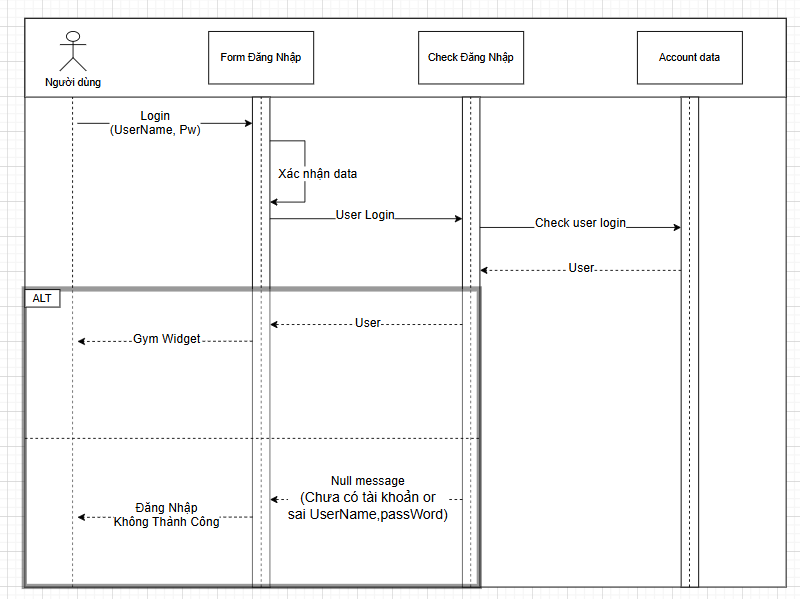 Người dùng
Form Đăng Nhập
Check Đăng Nhập
Account data
Login
(UserName, Pw)
Xác nhận data
User Login
Check user login
User
ALT
User
Gym Widget
Null message
(Chưa có tài khoản or
sai UserName,passWord)
Đăng Nhập
Không Thành Công